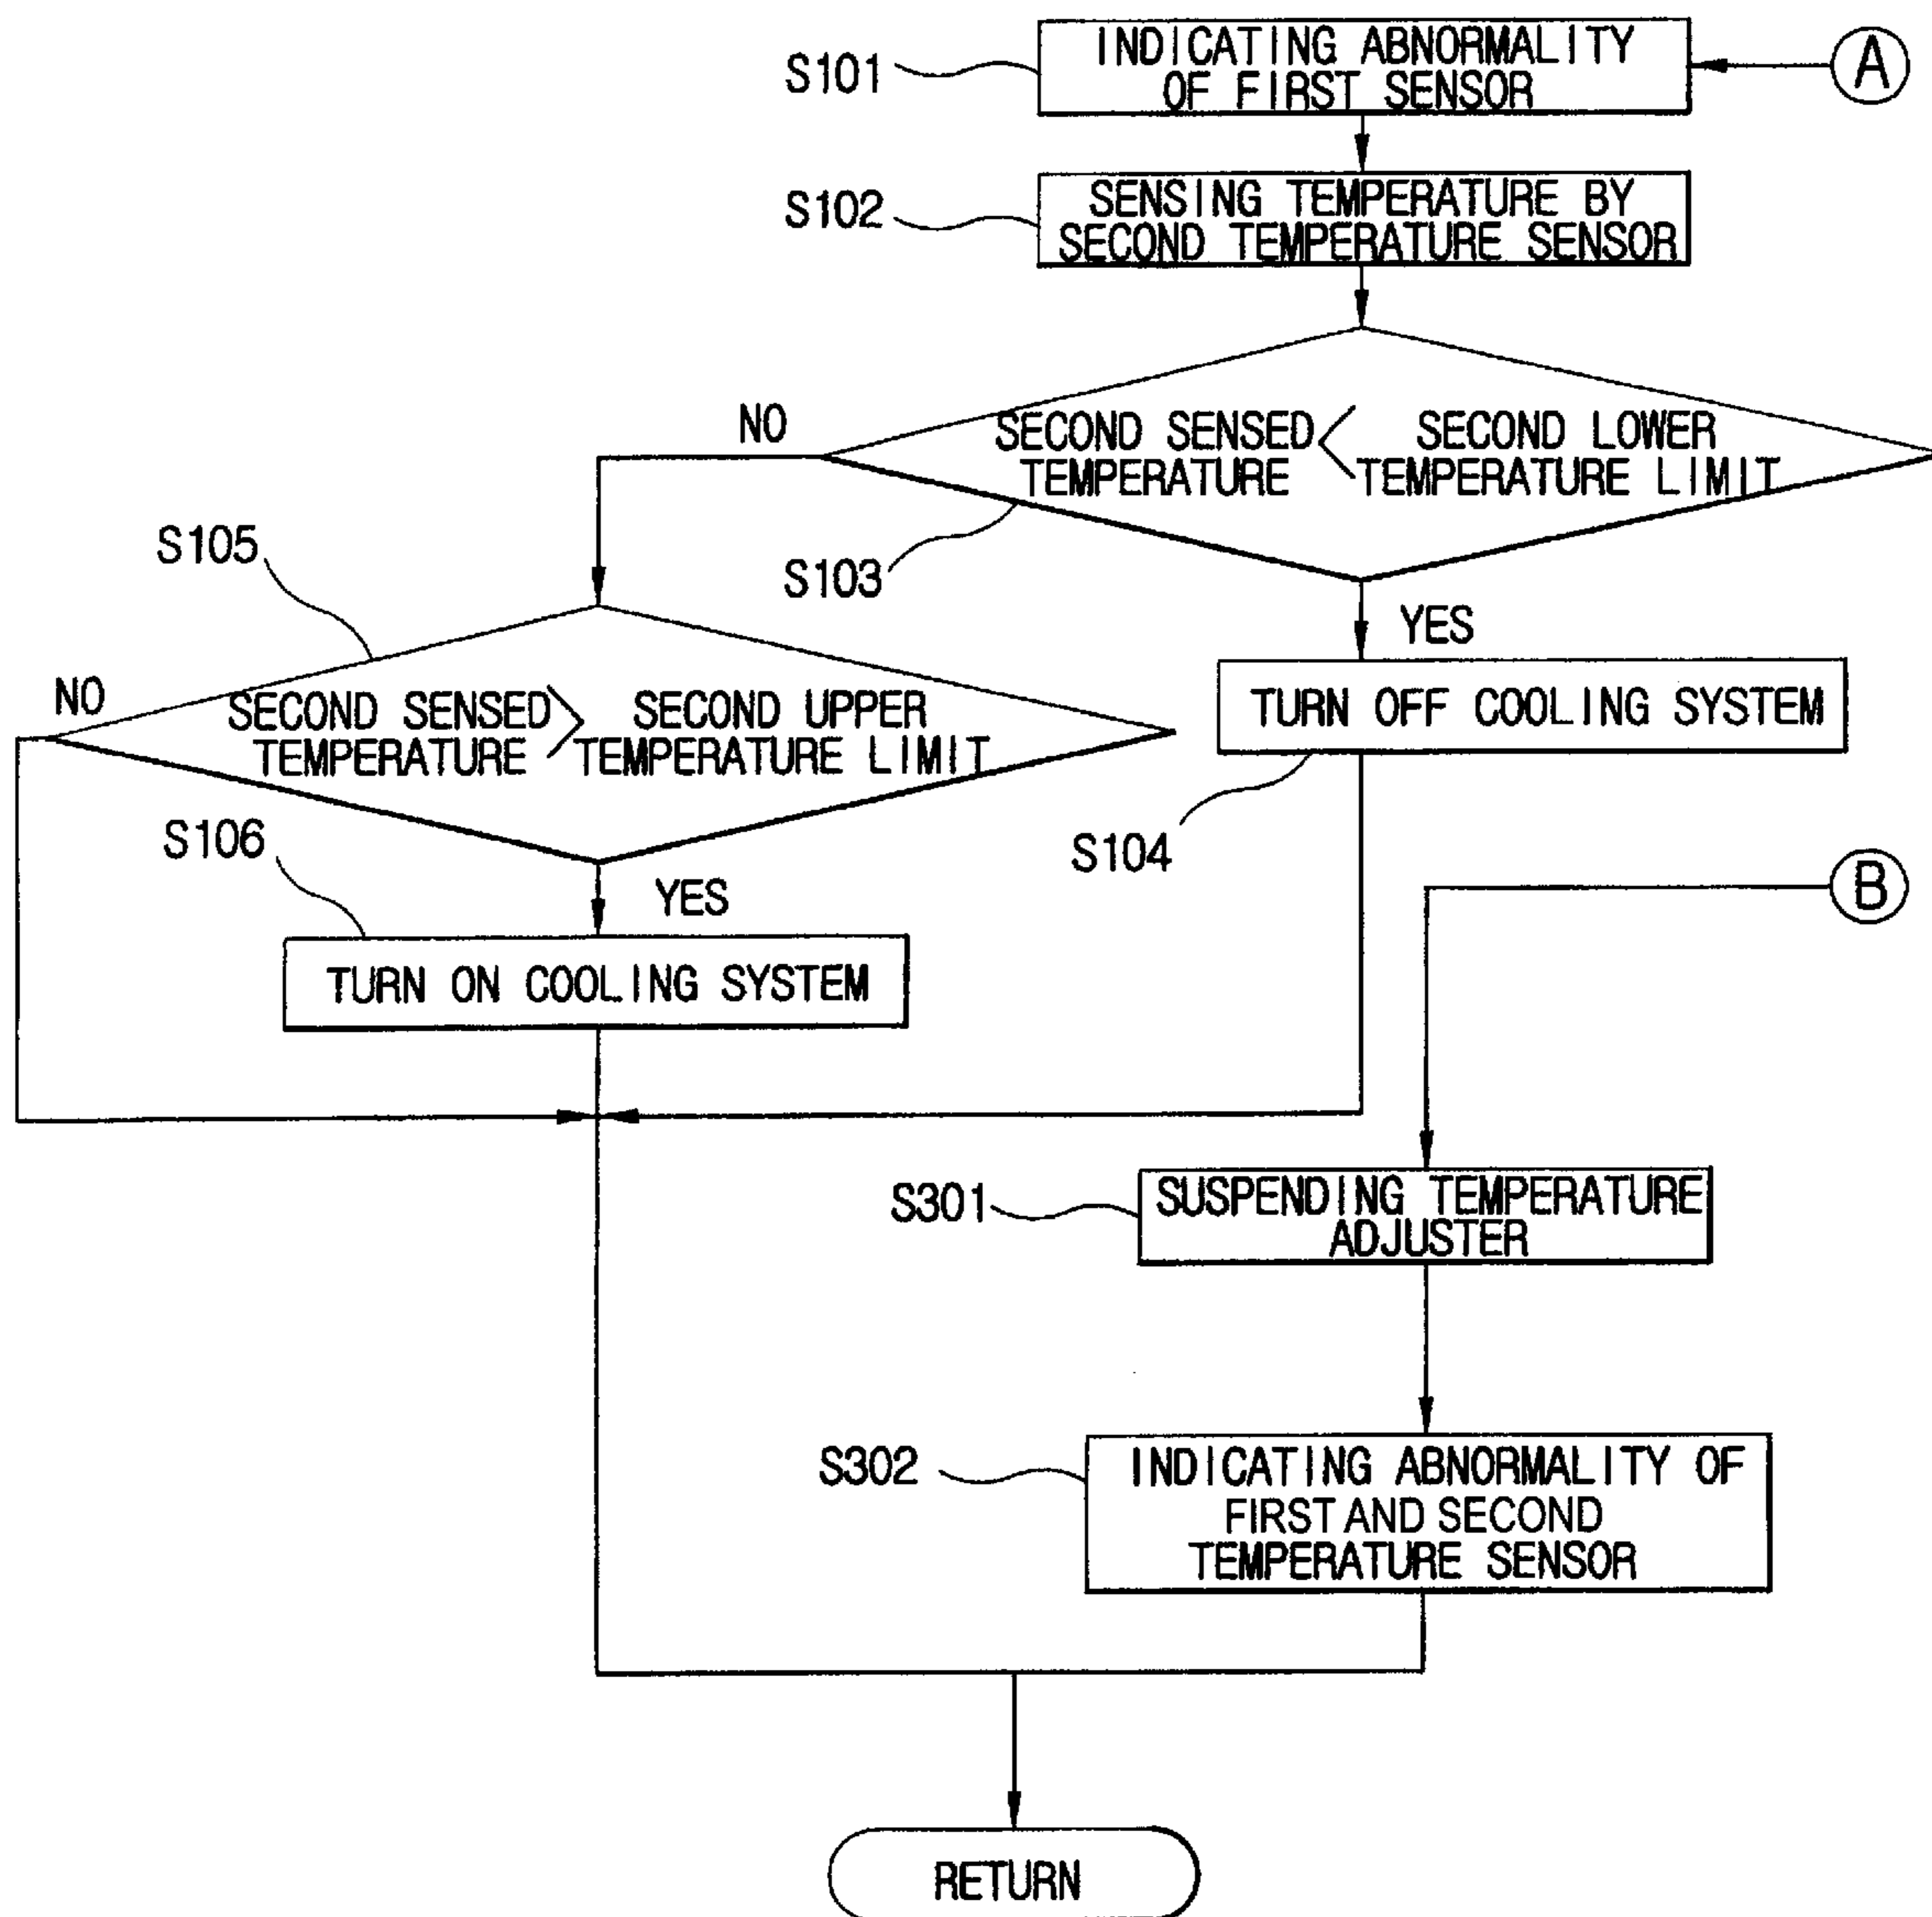 S101
INDICATING ABNORMALITY
OF FIRST SENSOR
A
S102
SENSING TEMPERATURE BY
SECOND TEMPERATURE SENSOR
NO
SECOND SENSED < SECOND LOWER
TEMPERATURE TEMPERATURE LIMIT
S103
YES
S105
NO
SECOND SENSED > SECOND UPPER
TEMPERATURE TEMPERATURE LIMIT
TURN OFF COOLING SYSTEM
S104
S106
YES
B
TURN ON COOLING SYSTEM
S301
SUSPENDING TEMPERATURE
ADJUSTER
S302
INDICATING ABNORMALITY OF
FIRST AND SECOND
TEMPERATURE SENSOR
RETURN